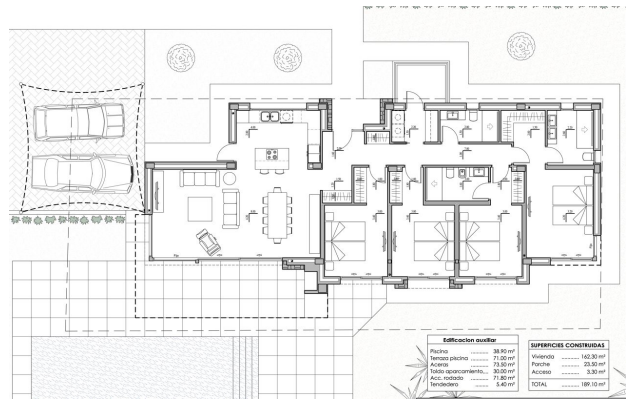 Edificacion auxiliar
Piscina ......... 38.90 m²
Terraza piscina ......... 71.00 m²
Aceras ......... 73.50 m²
Toldo aparcamiento... 30.00 m²
Acc. rodado ......... 71.80 m²
Tendedero ......... 5.40 m²
SUPERFICIES CONSTRUIDAS
Vivienda ......... 162.30 m²
Porche ......... 23.50 m²
Acceso ......... 3.30 m²
TOTAL ......... 189.10 m²